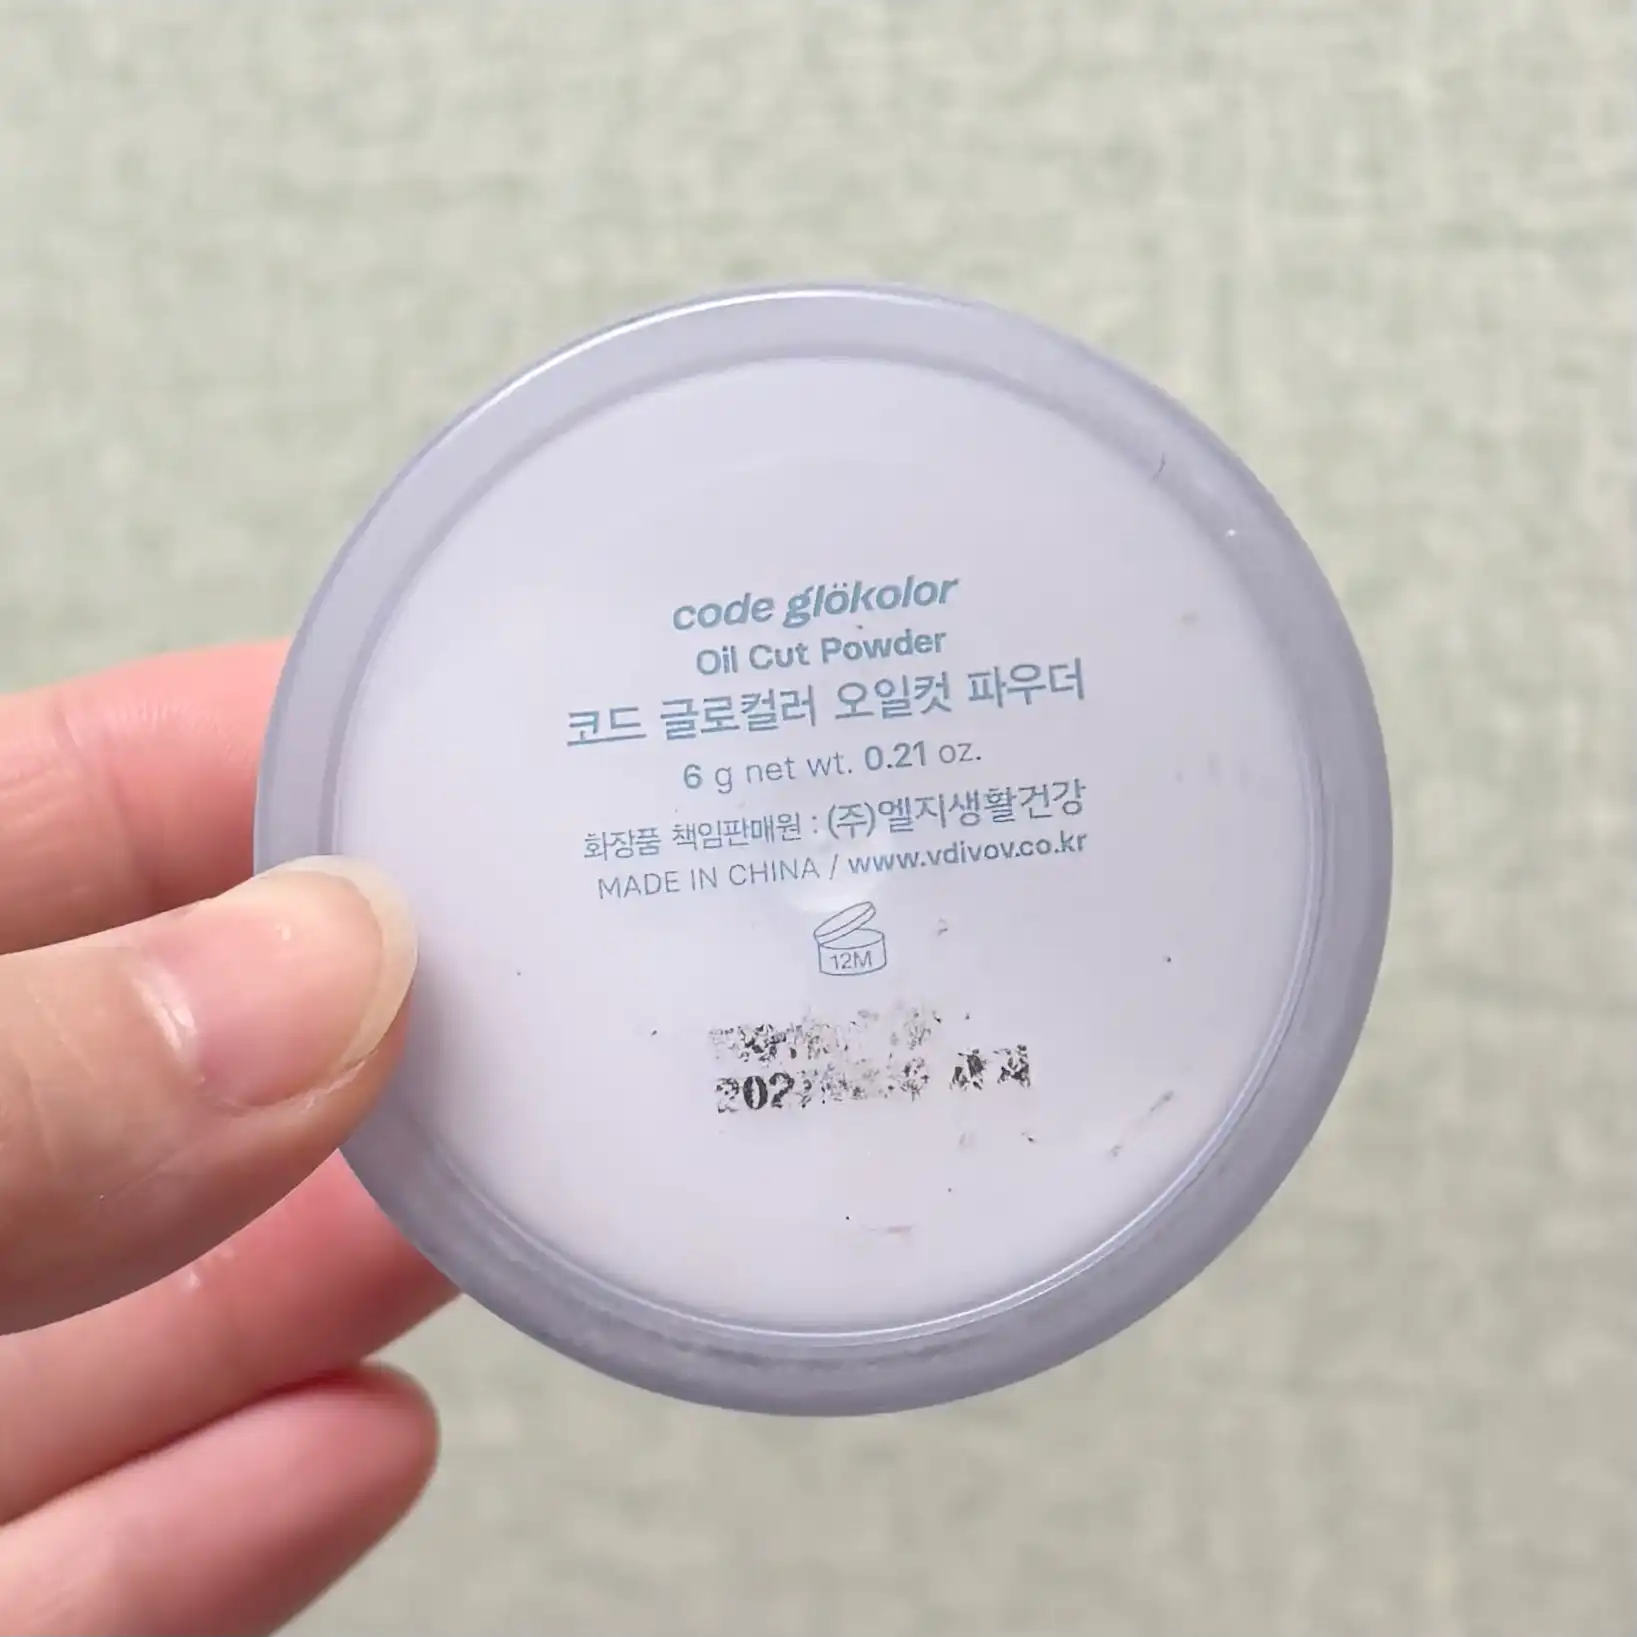 code glökolor
Oil Cut Powder
코드 글로컬러 오일컷 파우더
6 g net wt. 0.21 oz.
화장품 책임판매원 : (주)엘지생활건강
MADE IN CHINA / www.vdivov.co.kr
12M